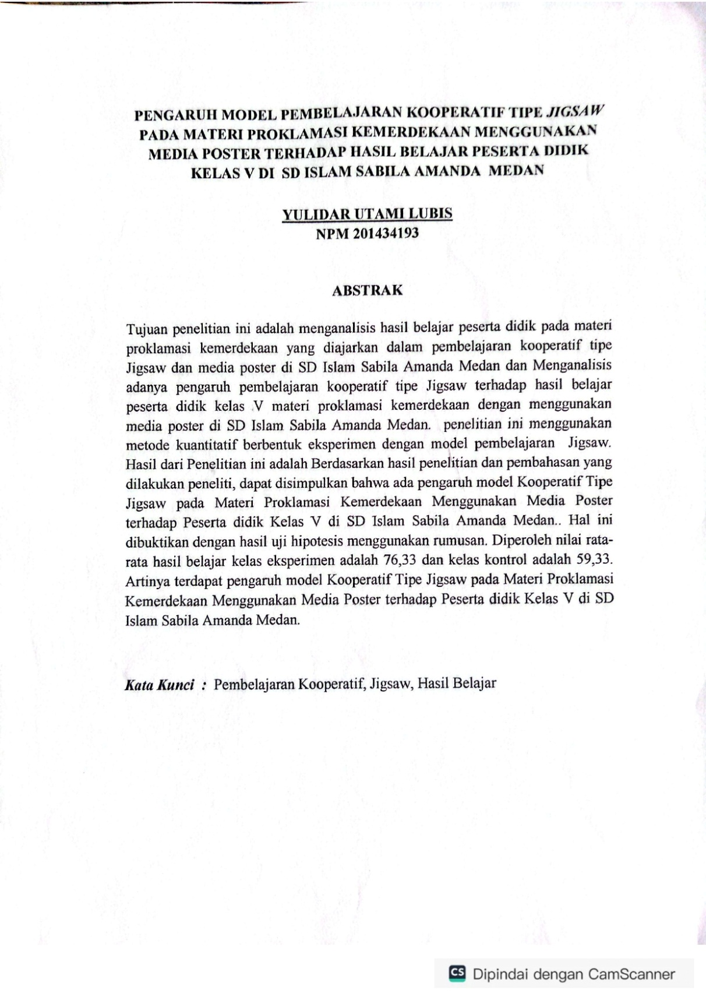 PENGARUH MODEL PEMBELAJARAN KOOPERATIF TIPE JIGSAW
PADA MATERI PROKLAMASI KEMERDEKAAN MENGGUNAKAN
MEDIA POSTER TERHADAP HASIL BELAJAR PESERTA DIDIK
KELAS V DI SD ISLAM SABILA AMANDA MEDAN
YULIDAR UTAMI LUBIS
NPM 201434193
ABSTRAK
Tujuan penelitian ini adalah menganalisis hasil belajar peserta didik pada materi
proklamasi kemerdekaan yang diajarkan dalam pembelajaran kooperatif tipe
Jigsaw dan media poster di SD Islam Sabila Amanda Medan dan Menganalisis
adanya pengaruh pembelajaran kooperatif tipe Jigsaw terhadap hasil belajar
peserta didik kelas V materi proklamasi kemerdekaan dengan menggunakan
media poster di SD Islam Sabila Amanda Medan. penelitian ini menggunakan
metode kuantitatif berbentuk eksperimen dengan model pembelajaran Jigsaw.
Hasil dari Penelitian ini adalah Berdasarkan hasil penelitian dan pembahasan yang
dilakukan peneliti, dapat disimpulkan bahwa ada pengaruh model Kooperatif Tipe
Jigsaw pada Materi Proklamasi Kemerdekaan Menggunakan Media Poster
terhadap Peserta didik Kelas V di SD Islam Sabila Amanda Medan.. Hal ini
dibuktikan dengan hasil uji hipotesis menggunakan rumusan. Diperoleh nilai rata-
rata hasil belajar kelas eksperimen adalah 76,33 dan kelas kontrol adalah 59,33.
Artinya terdapat pengaruh model Kooperatif Tipe Jigsaw pada Materi Proklamasi
Kemerdekaan Menggunakan Media Poster terhadap Peserta didik Kelas V di SD
Islam Sabila Amanda Medan.
Kata Kunci : Pembelajaran Kooperatif, Jigsaw, Hasil Belajar
CS Dipindai dengan CamScanner